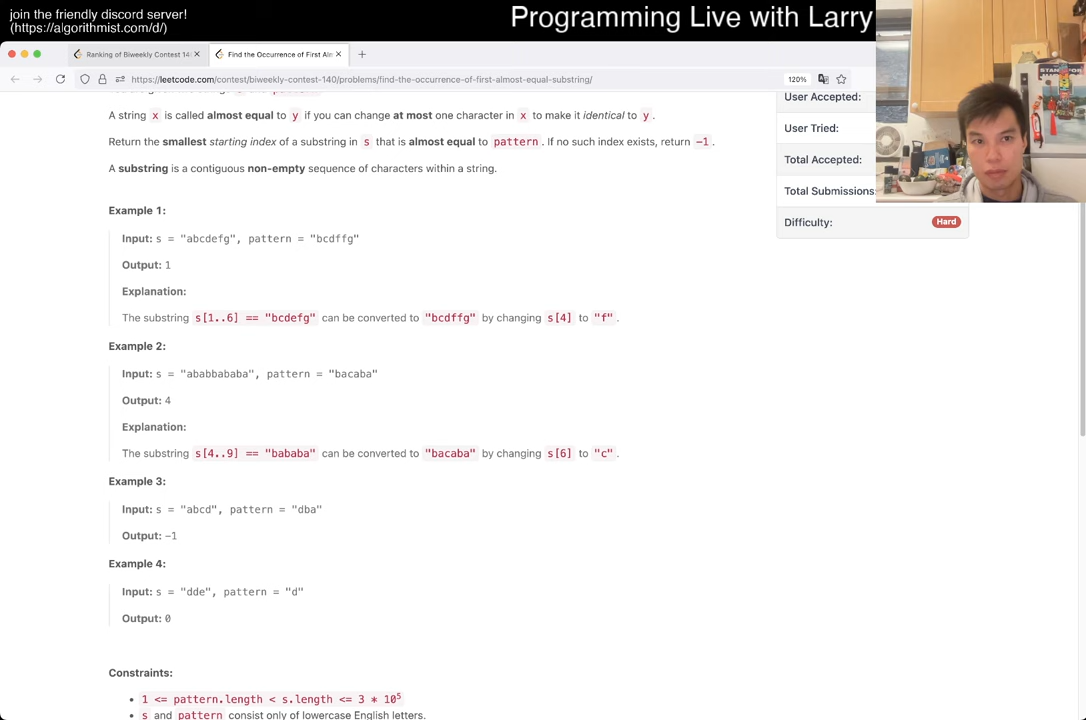 join the friendly discord server!
(https://algorithmist.com/d/)
Programming Live with Larry
Ranking of Biweekly Contest 14
Find the Occurrence of First Alm
https://leetcode.com/contest/biweekly-contest-140/problems/find-the-occurrence-of-first-almost-equal-substring/
120%
A string x is called almost equal to y if you can change at most one character in x to make it identical to y.
Return the smallest starting index of a substring in s that is almost equal to pattern. If no such index exists, return -1.
A substring is a contiguous non-empty sequence of characters within a string.
Example 1:
Input: s = "abcdefg", pattern = "bcdffg"
Output: 1
Explanation:
The substring s[1..6] == "bcdefg" can be converted to "bcdffg" by changing s[4] to "f".
Example 2:
Input: s = "ababbababa", pattern = "bacaba"
Output: 4
Explanation:
The substring s[4..9] == "bababa" can be converted to "bacaba" by changing s[6] to "c".
Example 3:
Input: s = "abcd", pattern = "dba"
Output: -1
Example 4:
Input: s = "dde", pattern = "d"
Output: 0
Constraints:
1 <= pattern.length < s.length <= 3 * 10⁵
s and pattern consist only of lowercase English letters.
User Accepted:
User Tried:
Total Accepted:
Total Submissions:
Difficulty:
Hard